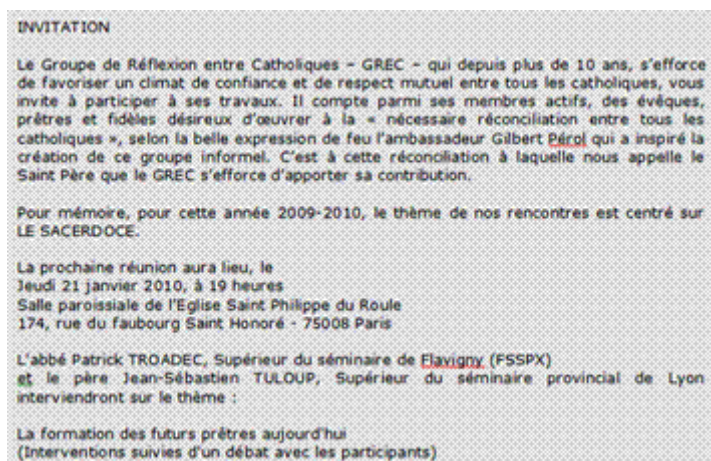 INVITATION
Le Groupe de Réflexion entre Catholiques – GREC – qui depuis plus de 10 ans, s'efforce
de favoriser un climat de confiance et de respect mutuel entre tous les catholiques, vous
invite à participer à ses travaux. Il compte parmi ses membres actifs, des évêques,
prêtres et fidèles désireux d'œuvrer à la « nécessaire réconciliation entre tous les
catholiques », selon la belle expression de feu l'ambassadeur Gilbert Pérol qui a inspiré la
création de ce groupe informel. C'est à cette réconciliation à laquelle nous appelle le
Saint Père que le GREC s'efforce d'apporter sa contribution.
Pour mémoire, pour cette année 2009-2010, le thème de nos rencontres est centré sur
LE SACERDOCE.
La prochaine réunion aura lieu, le
Jeudi 21 janvier 2010, à 19 heures
Salle paroissiale de l'Eglise Saint Philippe du Roule
174, rue du faubourg Saint Honoré - 75008 Paris
L'abbé Patrick TROADEC, Supérieur du séminaire de Flavigny (FSSPX)
et le père Jean-Sébastien TULOUP, Supérieur du séminaire provincial de Lyon
interviendront sur le thème :
La formation des futurs prêtres aujourd'hui
(Interventions suivies d'un débat avec les participants)